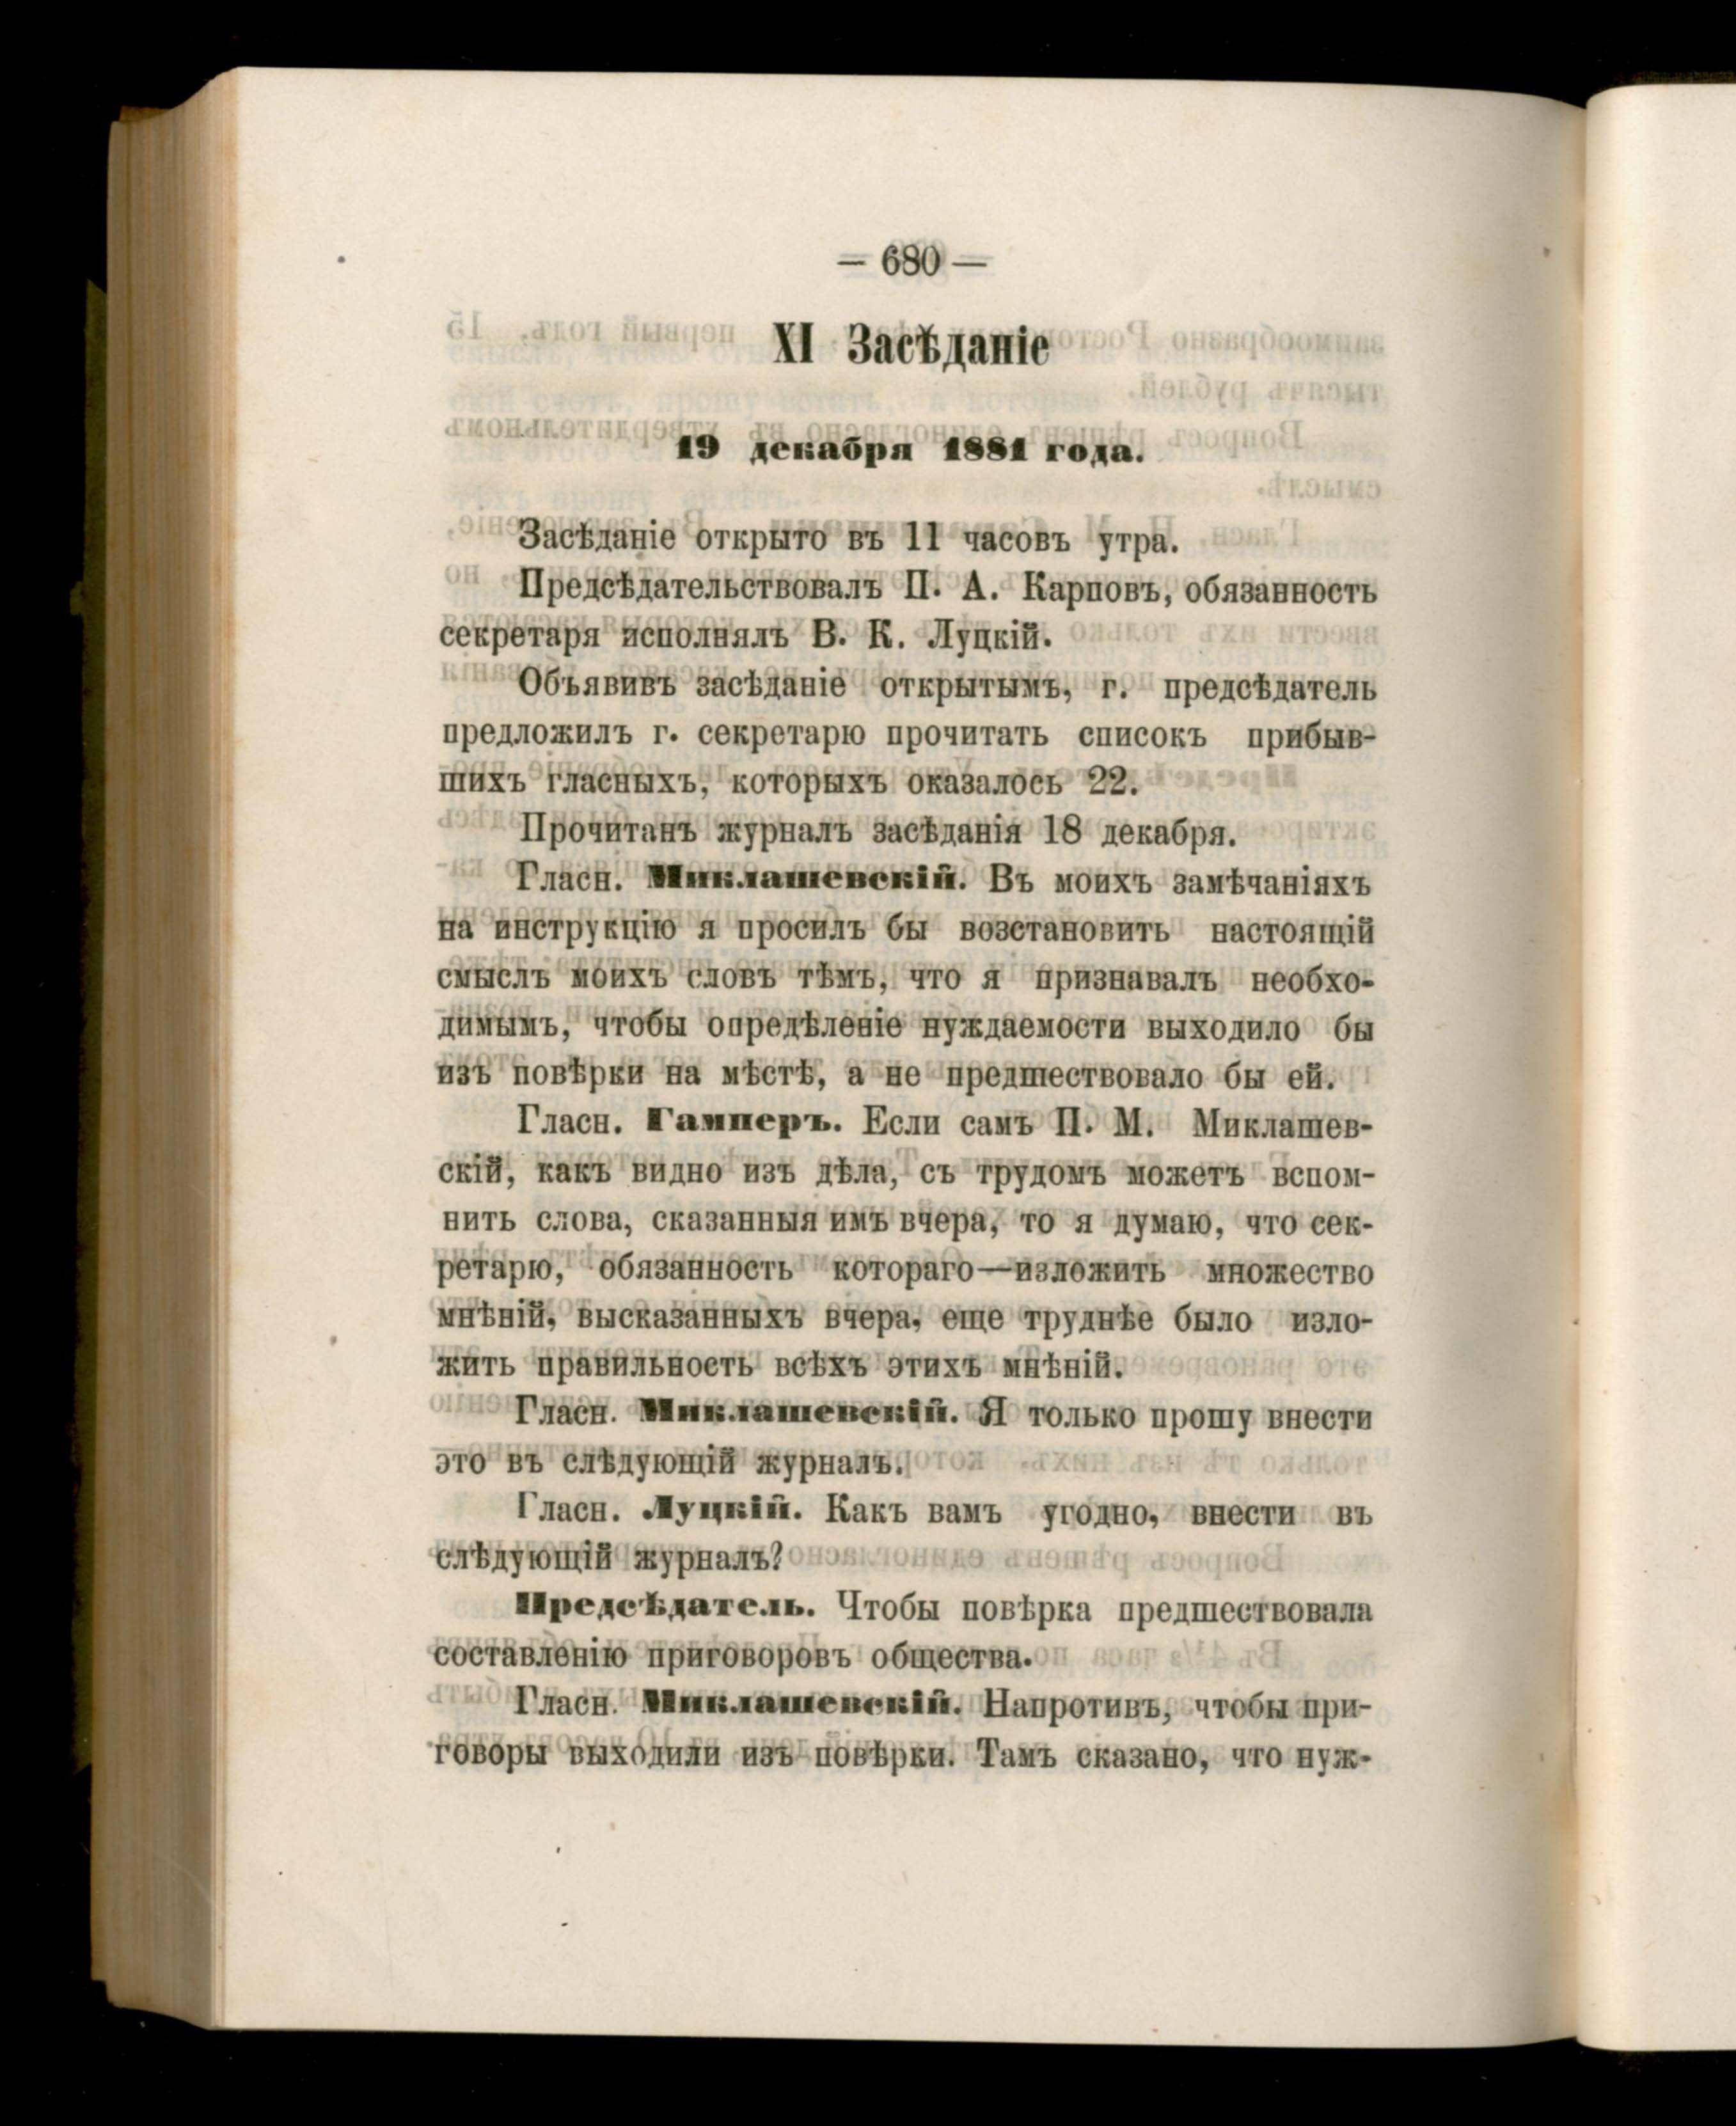 — 680 —
XI Засѣданіе
19 декабря 1881 года.
Засѣданіе открыто въ 11 часовъ утра.
Предсѣдательствовалъ П. А. Карповъ, обязанность
секретаря исполнялъ В. К. Луцкій.
Объявивъ засѣданіе открытымъ, г. предсѣдатель
предложилъ г. секретарю прочитать списокъ прибыв-
шихъ гласныхъ, которыхъ оказалось 22.
Прочитанъ журналъ засѣданія 18 декабря.
Гласн. Миклашевскій. Въ моихъ замѣчаніяхъ
на инструкцію я просилъ бы возстановить настоящій
смыслъ моихъ словъ тѣмъ, что я признавалъ необхо-
димымъ, чтобы опредѣленіе нуждаемости выходило бы
изъ повѣрки на мѣстѣ, а не предшествовало бы ей.
Гласн. Гамперъ. Если самъ П. М. Миклашев-
скій, какъ видно изъ дѣла, съ трудомъ можетъ вспом-
нить слова, сказанныя имъ вчера, то я думаю, что сек-
ретарю, обязанность котораго—изложить множество
мнѣній, высказанныхъ вчера, еще труднѣе было изло-
жить правильность всѣхъ этихъ мнѣній.
Гласн. Миклашевскій. Я только прошу внести
это въ слѣдующій журналъ.
Гласн. Луцкій. Какъ вамъ угодно, внести въ
слѣдующій журналъ?
Предсѣдатель. Чтобы повѣрка предшествовала
составленію приговоровъ общества.
Гласн. Миклашевскій. Напротивъ, чтобы при-
говоры выходили изъ повѣрки. Тамъ сказано, что нуж-